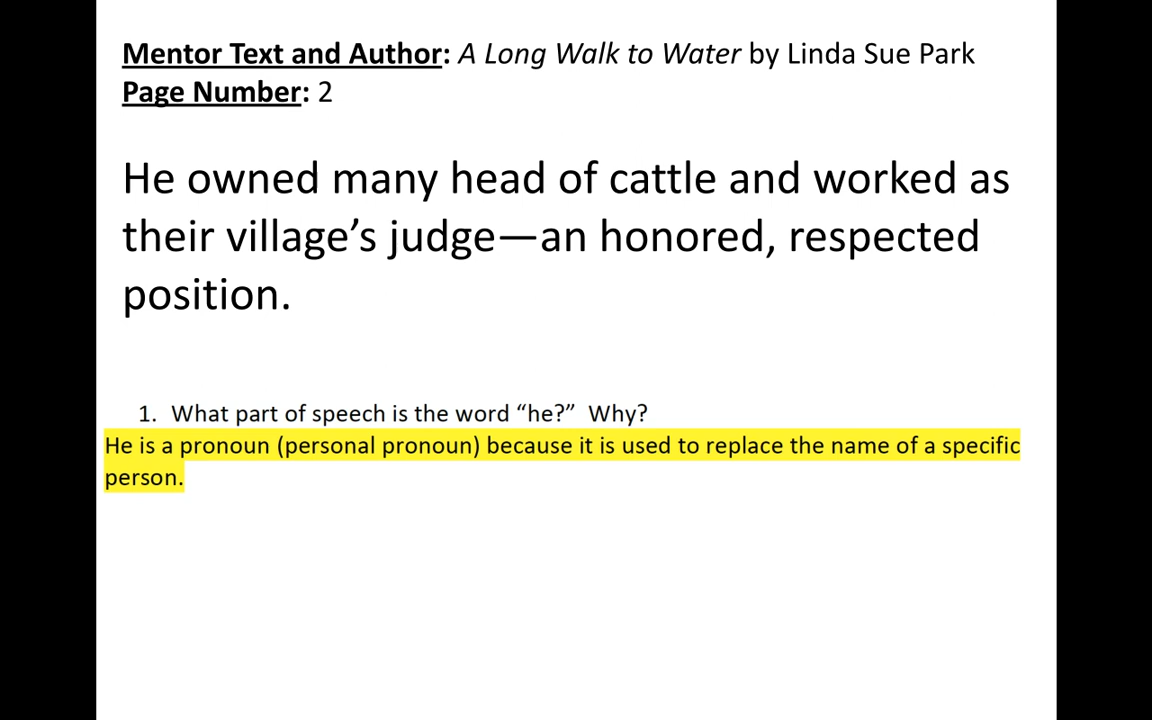 Mentor Text and Author: A Long Walk to Water by Linda Sue Park
Page Number: 2
He owned many head of cattle and worked as
their village’s judge—an honored, respected
position.
1. What part of speech is the word “he?” Why?
He is a pronoun (personal pronoun) because it is used to replace the name of a specific
person.